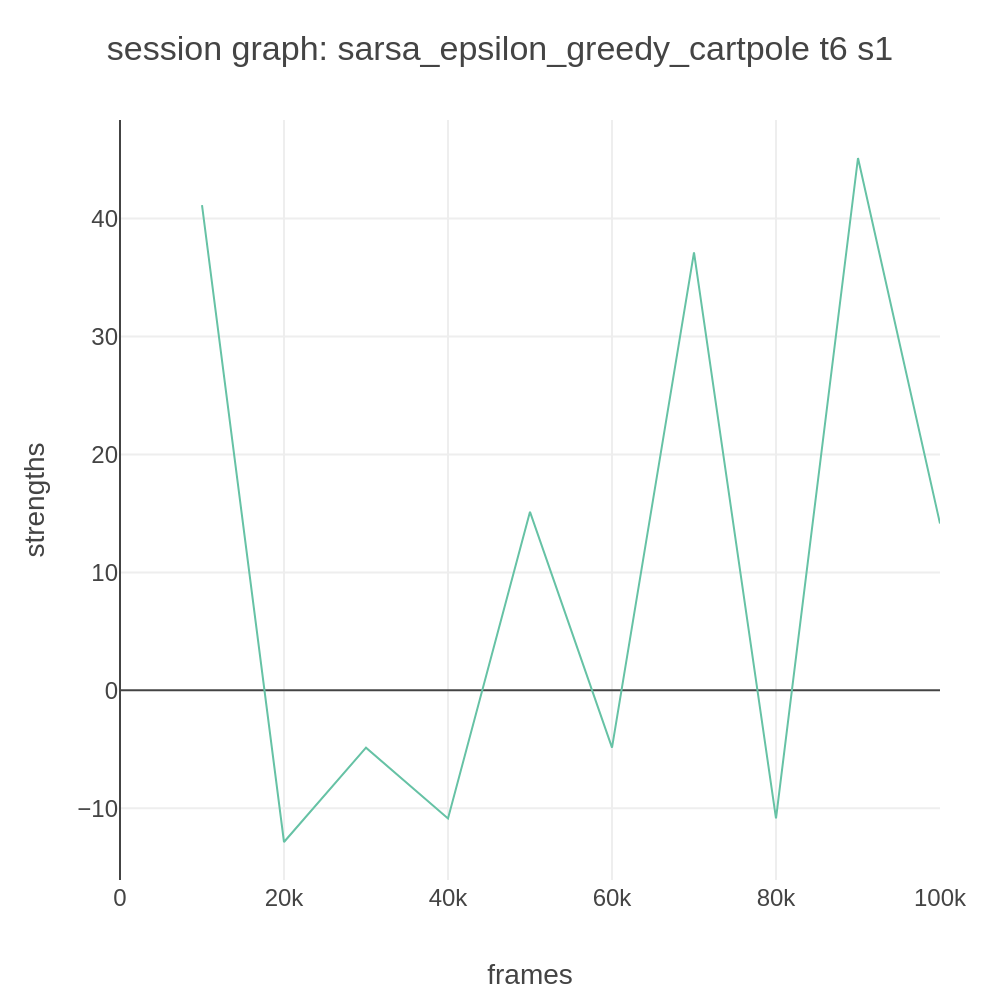 session graph: sarsa_epsilon_greedy_cartpole t6 s1
strengths
40
30
20
10
0
−10
0
20k
40k
60k
80k
100k
frames